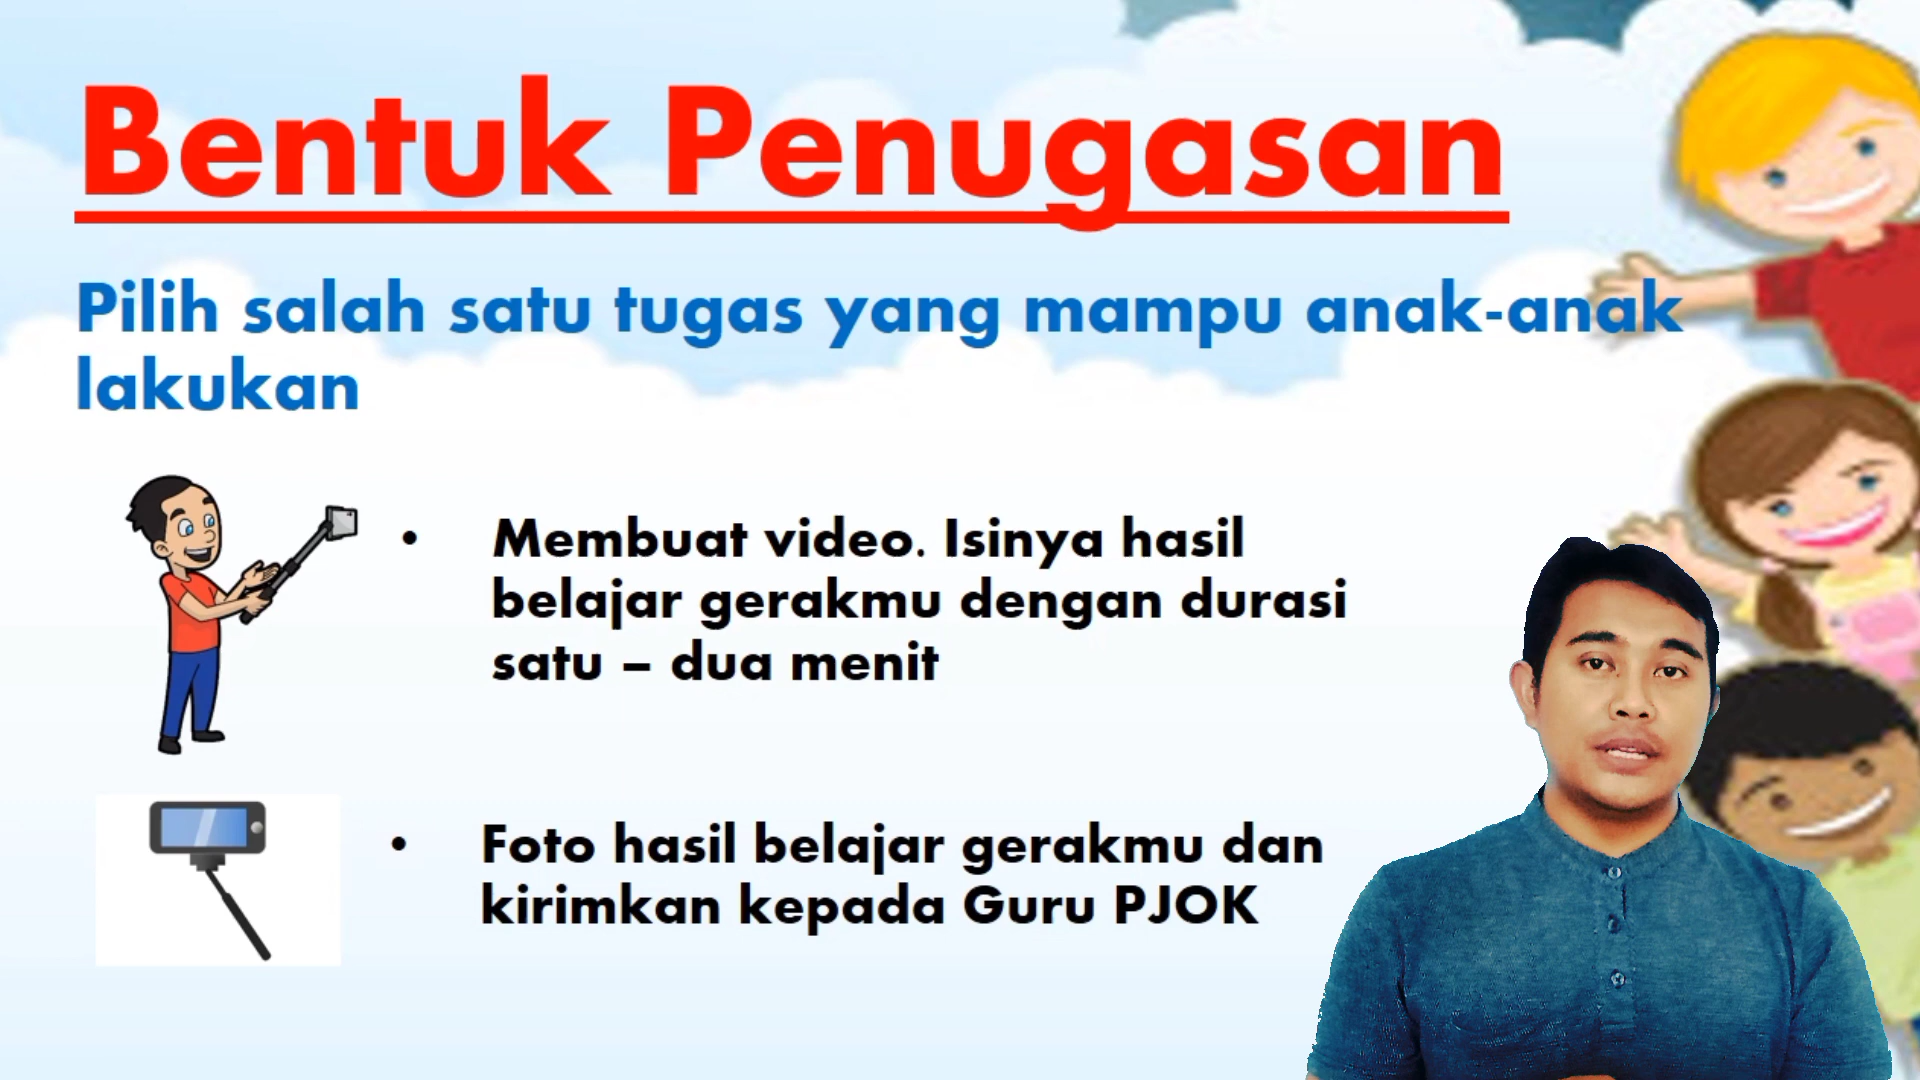 Bentuk Penugasan
Pilih salah satu tugas yang mampu anak-anak
lakukan
• Membuat video. Isinya hasil
belajar gerakmu dengan durasi
satu – dua menit
• Foto hasil belajar gerakmu dan
kirimkan kepada Guru PJOK